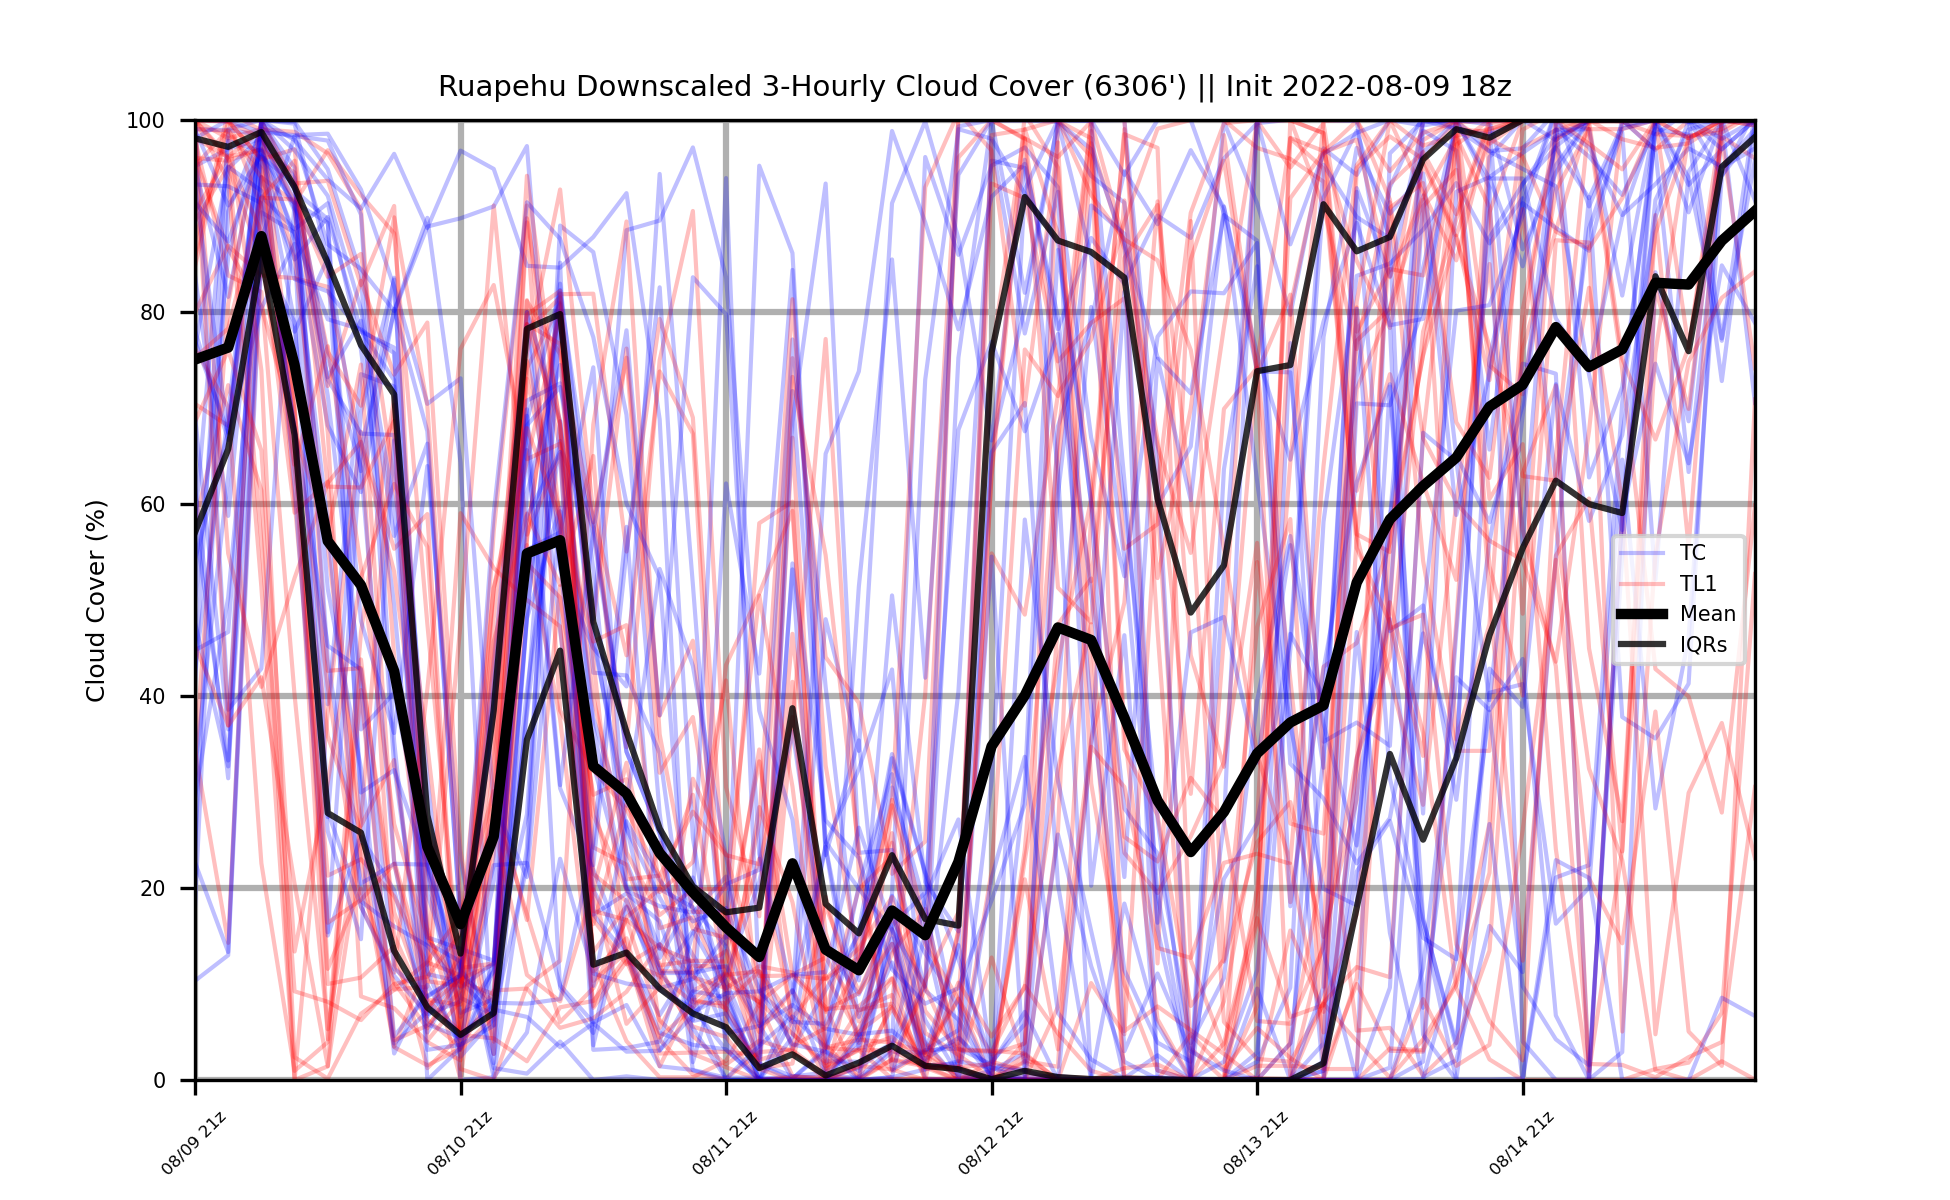 Ruapehu Downscaled 3-Hourly Cloud Cover (6306') || Init 2022-08-09 18z
Cloud Cover (%)
100
80
60
40
20
0
TC
TL1
Mean
IQRs
08/09 21z
08/10 21z
08/11 21z
08/12 21z
08/13 21z
08/14 21z